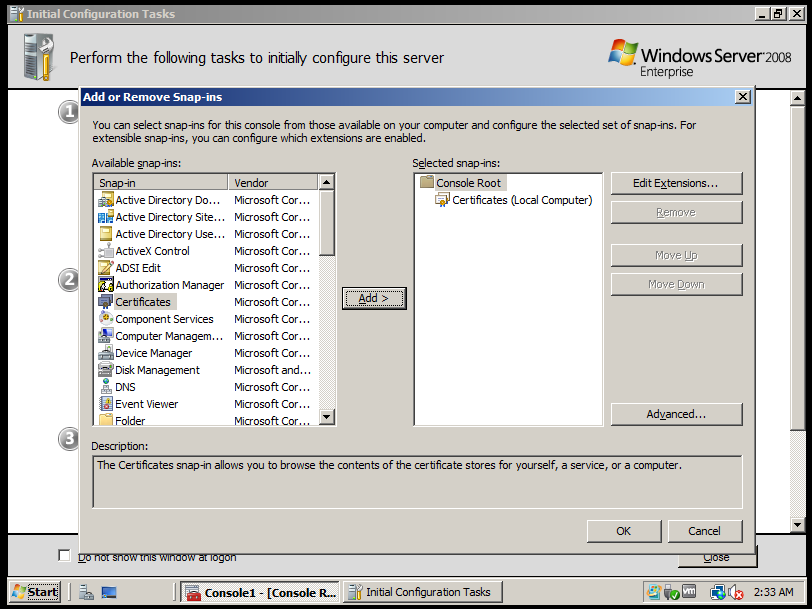 Initial Configuration Tasks
Perform the following tasks to initially configure this server
Windows Server 2008
Enterprise
Add or Remove Snap-ins
You can select snap-ins for this console from those available on your computer and configure the selected set of snap-ins. For
extensible snap-ins, you can configure which extensions are enabled.
Available snap-ins:
Selected snap-ins:
Snap-in Vendor
Active Directory Do... Microsoft Cor...
Active Directory Site... Microsoft Cor...
Active Directory Use... Microsoft Cor...
ActiveX Control Microsoft Cor...
ADSI Edit Microsoft Cor...
Authorization Manager Microsoft Cor...
Certificates Microsoft Cor...
Component Services Microsoft Cor...
Computer Managem... Microsoft Cor...
Device Manager Microsoft Cor...
Disk Management Microsoft and...
DNS Microsoft Cor...
Event Viewer Microsoft Cor...
Folder Microsoft Cor...
Add >
Console Root
Certificates (Local Computer)
Edit Extensions...
Remove
Move Up
Move Down
Advanced...
1
2
3
Description:
The Certificates snap-in allows you to browse the contents of the certificate stores for yourself, a service, or a computer.
OK
Cancel
Do not show this window at logon
Close
Start
Console1 - [Console R...
Initial Configuration Tasks
vm
2:33 AM